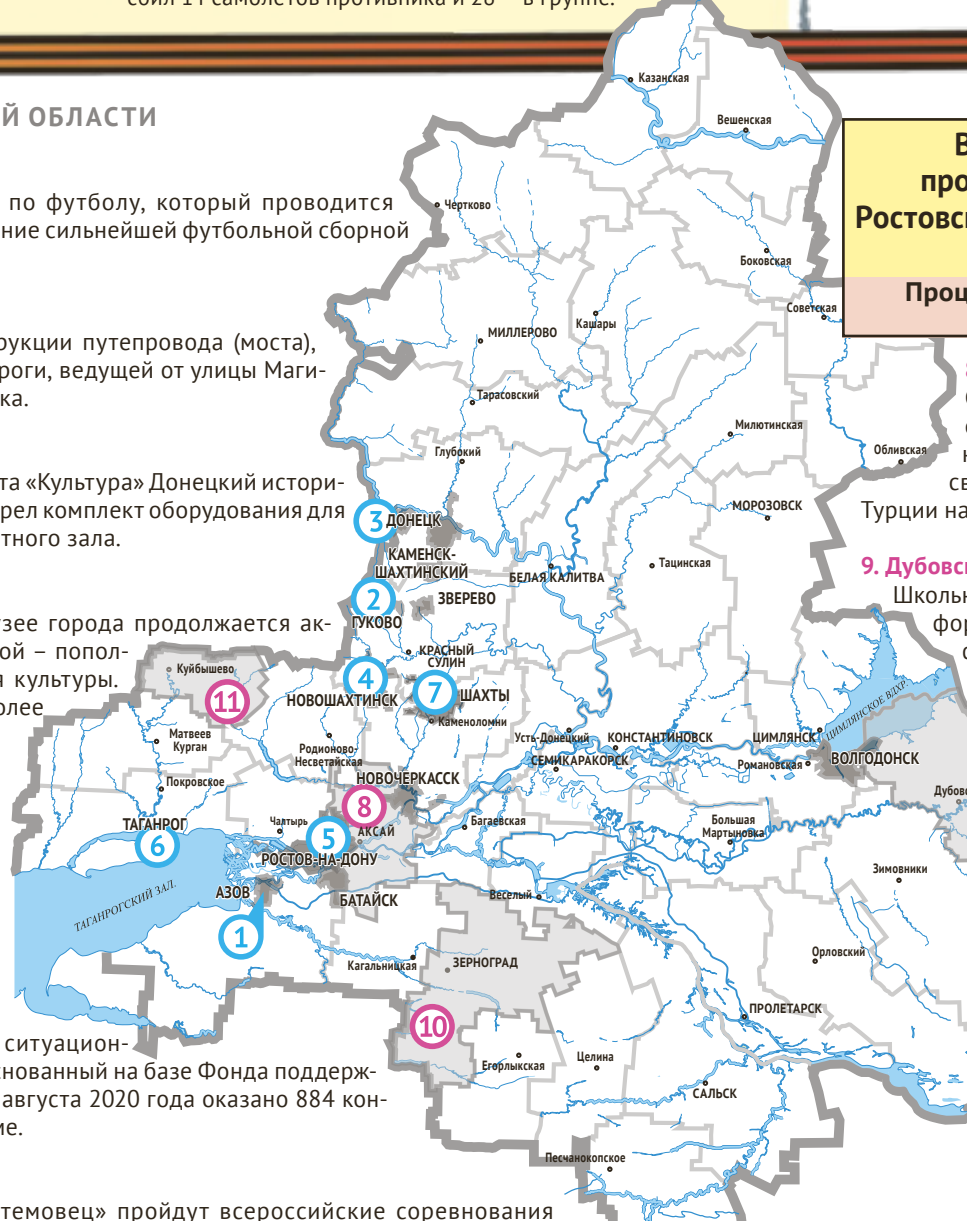 сбил 14 самолетов противника и 28 – в группе.
Й ОБЛАСТИ
по футболу, который проводится
ние сильнейшей футбольной сборной
рукции путепровода (моста),
роги, ведущей от улицы Маги-
ка.
та «Культура» Донецкий истори-
рел комплект оборудования для
тного зала.
узее города продолжается ак-
ой – попол-
я культуры.
олее
ситуацион-
снованный на базе Фонда поддерж-
августа 2020 года оказано 884 кон-
ие.
темовец» пройдут всероссийские соревнования
В
про
Ростовск
Проц
св
Турции на
9. Дубовск
Школьн
фор
Казанская
Вешенская
Чертково
Боковская
Советская
Кашары
МИЛЛЕРОВО
Тарасовский
Милютинская
Глубокий
Обливская
МОРОЗОВСК
3 ДОНЕЦК
КАМЕНСК-
ШАХТИНСКИЙ
БЕЛАЯ КАЛИТВА
Тацинская
2
ЗВЕРЕВО
ГУКОВО
КРАСНЫЙ
СУЛИН
Куйбышево
4
7
ШАХТЫ
11
НОВОШАХТИНСК
Каменоломни
ЦИМЛЯНСКОЕ ВДХР.
Матвеев
Курган
Родионово-
Несветайская
Усть-Донецкий
КОНСТАНТИНОВСК
ЦИМЛЯНСК
СЕМИКАРАКОРСК
Романовская
ВОЛГОДОНСК
Покровское
НОВОЧЕРКАССК
Дубовс
8
ТАГАНРОГ
Чалтырь
5
АКСАЙ
Багаевская
Большая
Мартыновка
6
РОСТОВ-НА-ДОНУ
Зимовники
АЗОВ
БАТАЙСК
Веселый
ТАГАНРОГСКИЙ ЗАЛ.
1
Кагальницкая
ЗЕРНОГРАД
Орловский
10
ПРОЛЕТАРСК
Егорлыкская
Целина
САЛЬСК
Песчанокопское